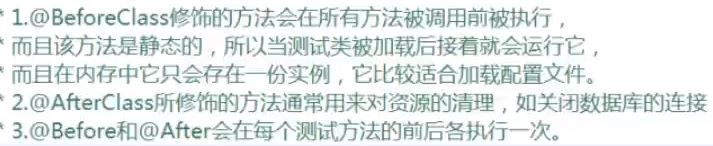 * 1.@BeforeClass修饰的方法会在所有方法被调用前被执行，
* 而且该方法是静态的，所以当测试类被加载后接着就会运行它，
* 而且在内存中它只会存在一份实例，它比较适合加载配置文件。
* 2.@AfterClass所修饰的方法通常用来对资源的清理，如关闭数据库的连接
* 3.@Before和@After会在每个测试方法的前后各执行一次。